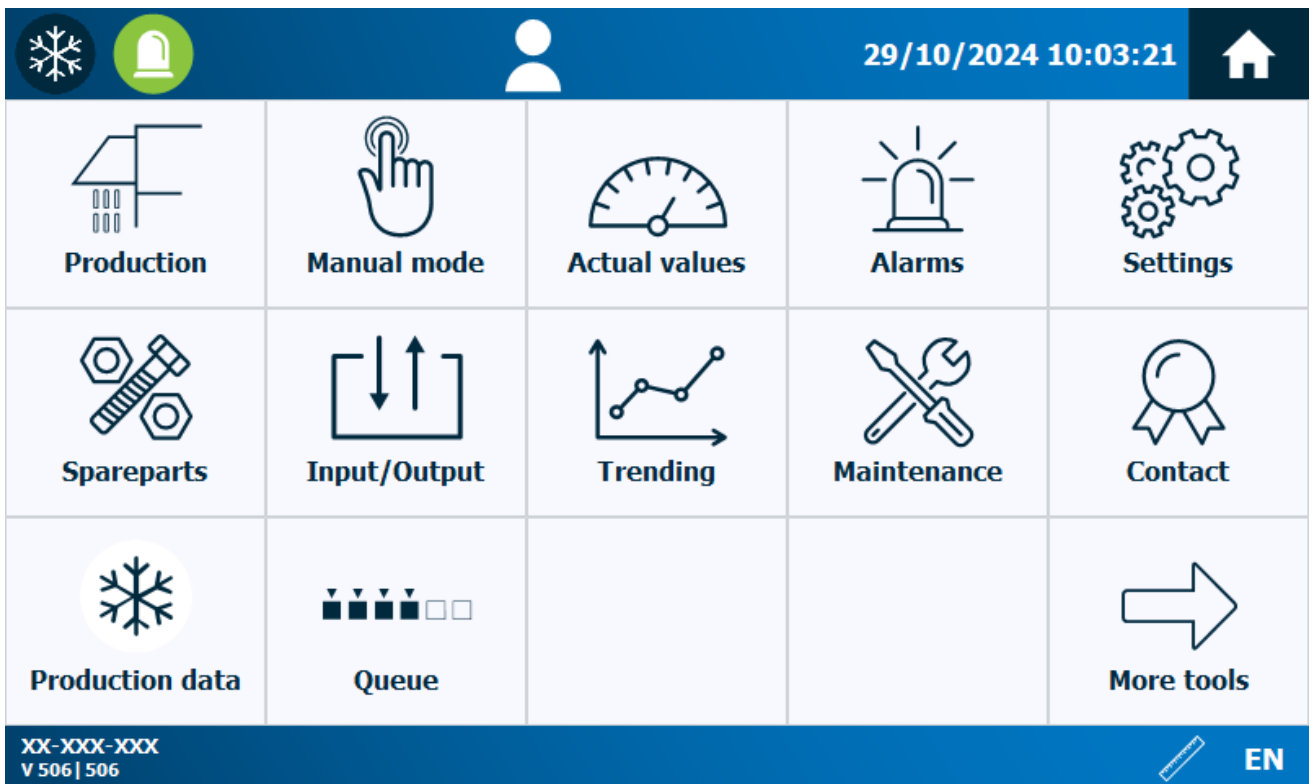 29/10/2024 10:03:21
Production
Manual mode
Actual values
Alarms
Settings
Spareparts
Input/Output
Trending
Maintenance
Contact
Production data
Queue
More tools
XX-XXX-XXX
V 506 | 506
EN